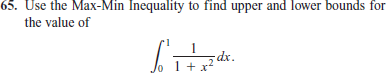 65. Use the Max-Min Inequality to find upper and lower bounds for
the value of
∫₀¹ 1/(1 + x²) dx.